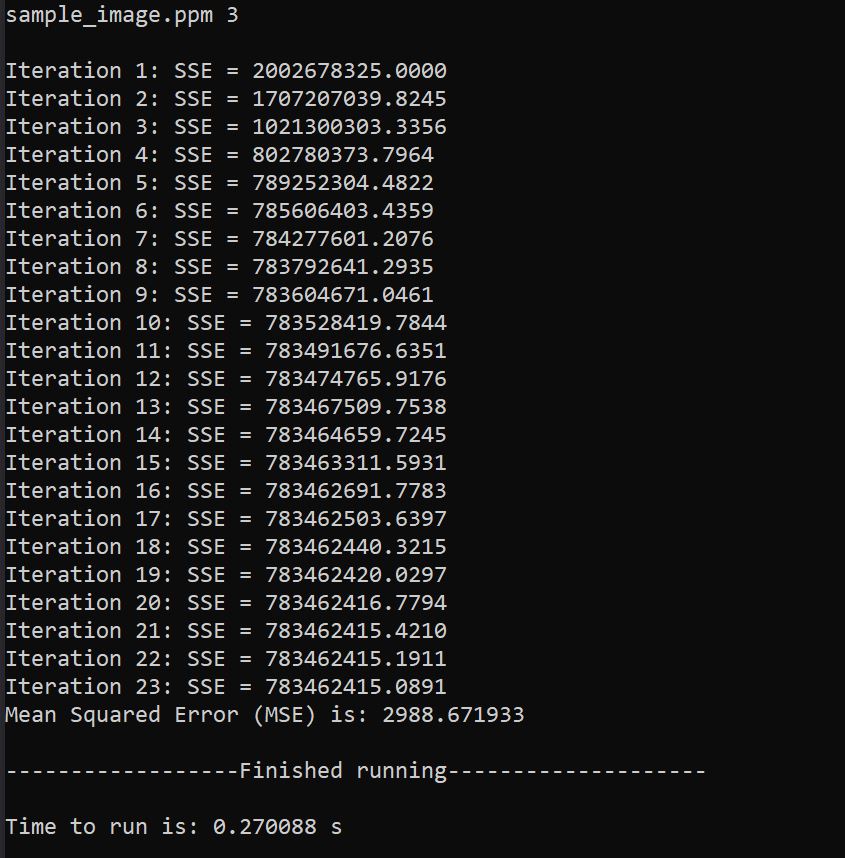 sample_image.ppm 3
Iteration 1: SSE = 2002678325.0000
Iteration 2: SSE = 1707207039.8245
Iteration 3: SSE = 1021300303.3356
Iteration 4: SSE = 802780373.7964
Iteration 5: SSE = 789252304.4822
Iteration 6: SSE = 785606403.4359
Iteration 7: SSE = 784277601.2076
Iteration 8: SSE = 783792641.2935
Iteration 9: SSE = 783604671.0461
Iteration 10: SSE = 783528419.7844
Iteration 11: SSE = 783491676.6351
Iteration 12: SSE = 783474765.9176
Iteration 13: SSE = 783467509.7538
Iteration 14: SSE = 783464659.7245
Iteration 15: SSE = 783463311.5931
Iteration 16: SSE = 783462691.7783
Iteration 17: SSE = 783462503.6397
Iteration 18: SSE = 783462440.3215
Iteration 19: SSE = 783462420.0297
Iteration 20: SSE = 783462416.7794
Iteration 21: SSE = 783462415.4210
Iteration 22: SSE = 783462415.1911
Iteration 23: SSE = 783462415.0891
Mean Squared Error (MSE) is: 2988.671933
------------------Finished running--------------------
Time to run is: 0.270088 s